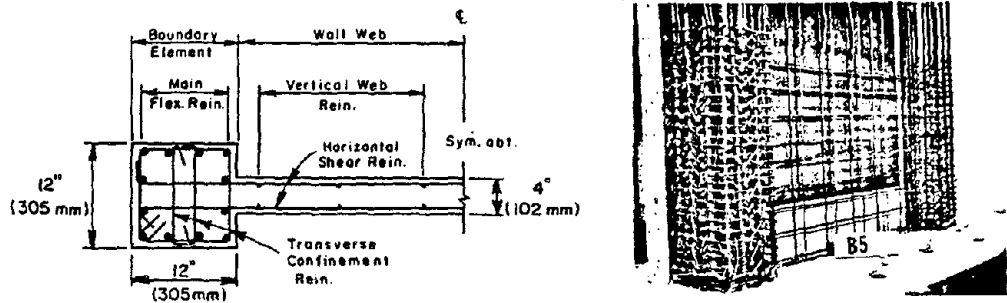 ℄
Boundary
Element
Wall Web
Main
Flex. Rein.
Vertical Web
Rein.
Sym. abt.
Horizontal
Shear Rein.
12"
(305 mm)
4"
(102 mm)
Transverse
Confinement
Rein.
12"
(305mm)
B5